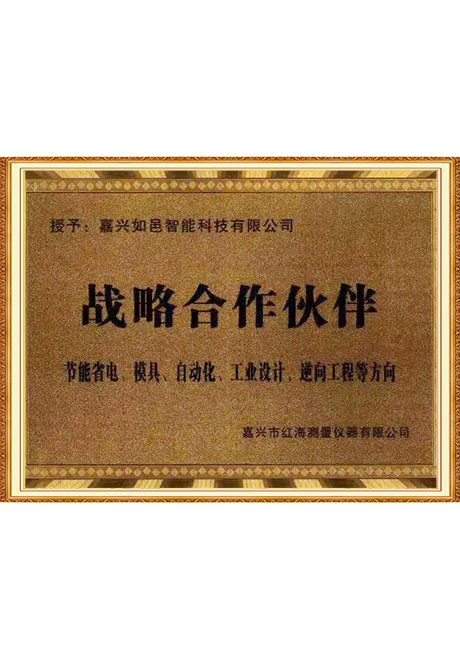 授予：嘉兴如邑智能科技有限公司
战略合作伙伴
节能省电、模具、自动化、工业设计、逆向工程等方向
嘉兴市红海测量仪器有限公司